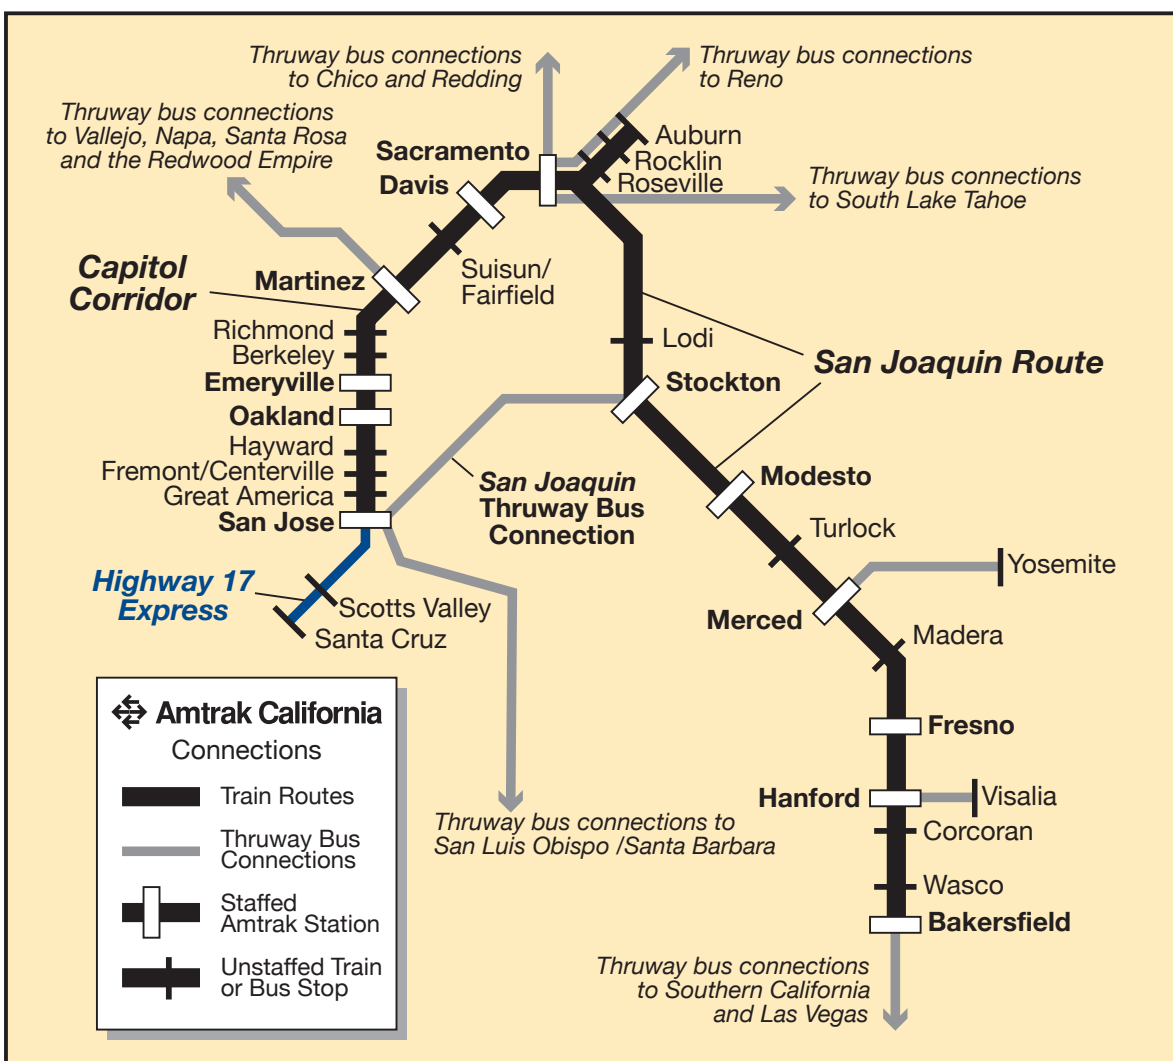 Thruway bus connections
to Chico and Redding
Thruway bus connections
to Reno
Thruway bus connections
to Vallejo, Napa, Santa Rosa
and the Redwood Empire
Sacramento
Davis
Auburn
Rocklin
Roseville
Thruway bus connections
to South Lake Tahoe
Capitol
Corridor
Martinez
Suisun/
Fairfield
Richmond
Berkeley
Emeryville
Oakland
Hayward
Fremont/Centerville
Great America
San Jose
Lodi
Stockton
San Joaquin Route
San Joaquin
Thruway Bus
Connection
Modesto
Turlock
Yosemite
Merced
Madera
Highway 17
Express
Scotts Valley
Santa Cruz
Fresno
Hanford
Visalia
Corcoran
Wasco
Bakersfield
Thruway bus connections to
San Luis Obispo /Santa Barbara
Thruway bus connections
to Southern California
and Las Vegas
Amtrak California
Connections
Train Routes
Thruway Bus
Connections
Staffed
Amtrak Station
Unstaffed Train
or Bus Stop